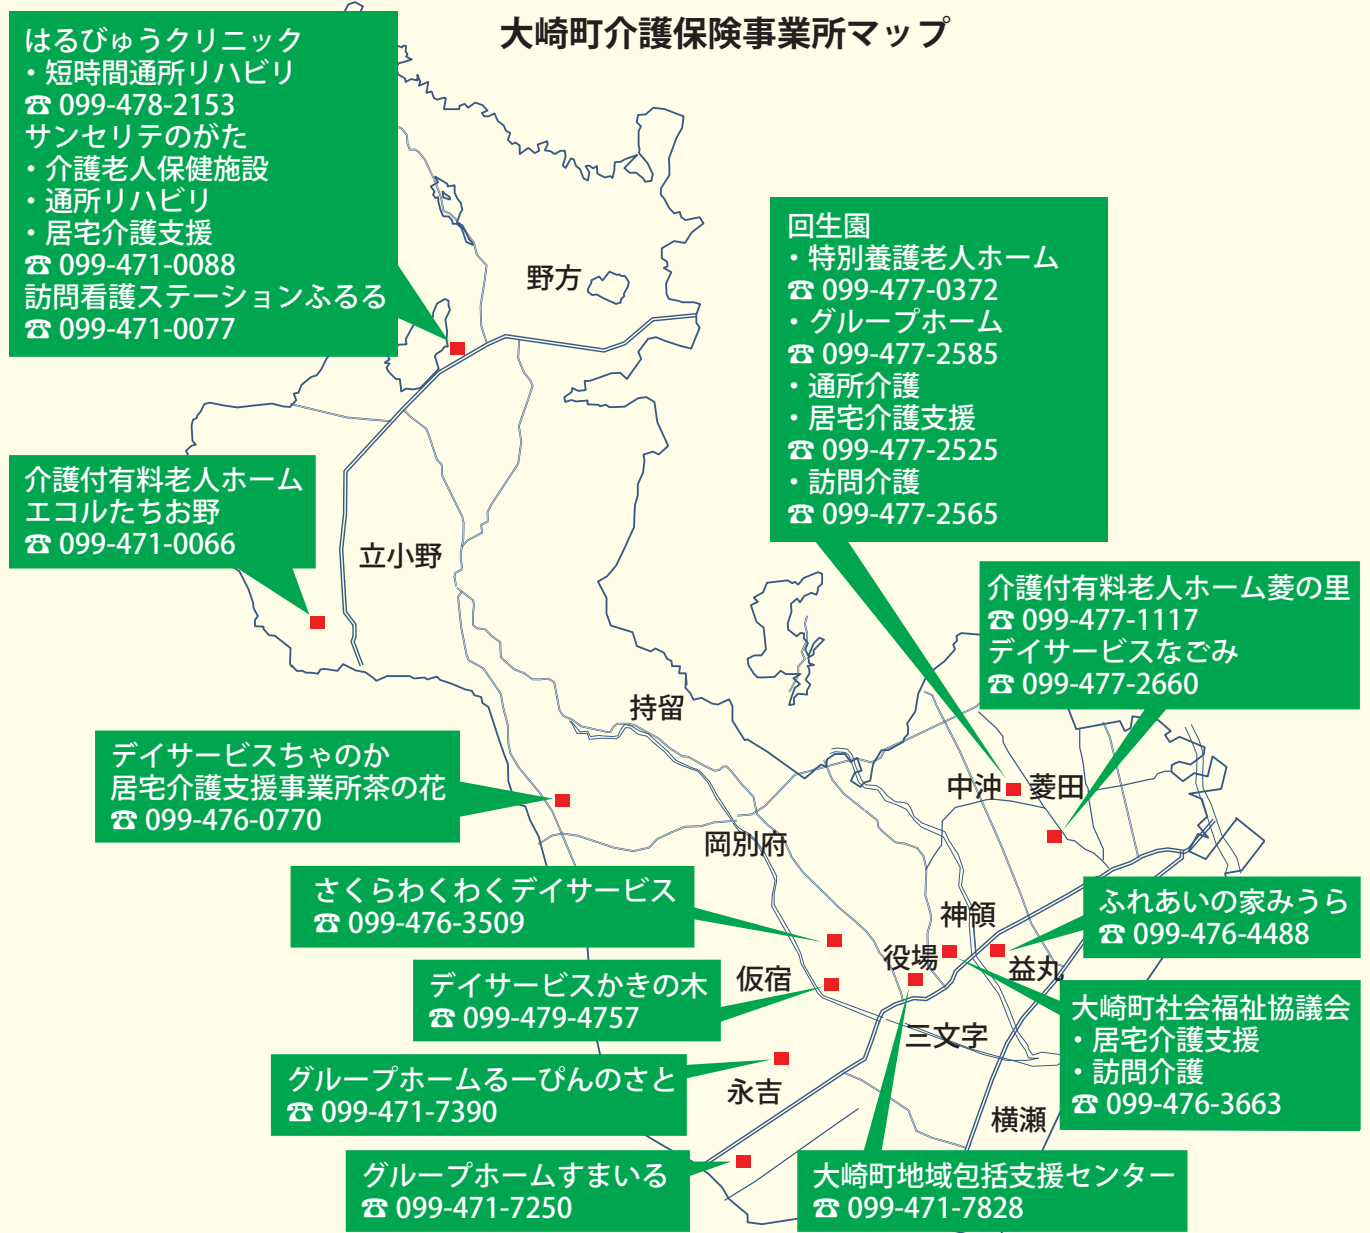 大崎町介護保険事業所マップ
はるびゅうクリニック
・短時間通所リハビリ
☎ 099-478-2153
サンセリテのがた
・介護老人保健施設
・通所リハビリ
・居宅介護支援
☎ 099-471-0088
訪問看護ステーションふるる
☎ 099-471-0077
野方
回生園
・特別養護老人ホーム
☎ 099-477-0372
・グループホーム
☎ 099-477-2585
・通所介護
・居宅介護支援
☎ 099-477-2525
・訪問介護
☎ 099-477-2565
介護付有料老人ホーム
エコルたちお野
☎ 099-471-0066
立小野
介護付有料老人ホーム菱の里
☎ 099-477-1117
デイサービスなごみ
☎ 099-477-2660
持留
デイサービスちゃのか
居宅介護支援事業所茶の花
☎ 099-476-0770
中沖
菱田
岡別府
さくらわくわくデイサービス
☎ 099-476-3509
神領
ふれあいの家みうら
☎ 099-476-4488
役場
益丸
仮宿
デイサービスかきの木
☎ 099-479-4757
大崎町社会福祉協議会
・居宅介護支援
・訪問介護
☎ 099-476-3663
三文字
グループホームるーぴんのさと
☎ 099-471-7390
永吉
横瀬
グループホームすまいる
☎ 099-471-7250
大崎町地域包括支援センター
☎ 099-471-7828